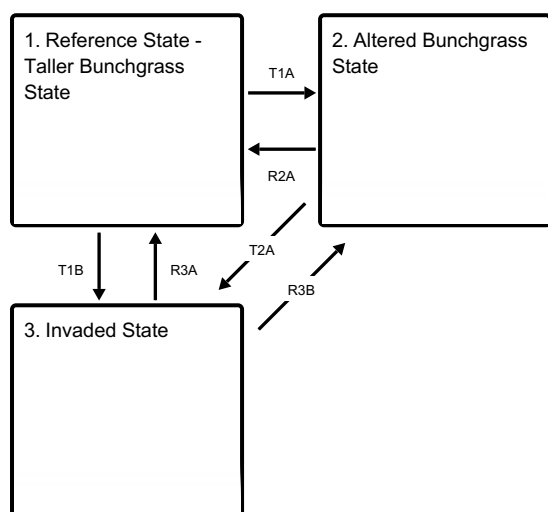 1. Reference State -
Taller Bunchgrass
State
2. Altered Bunchgrass
State
T1A
R2A
T2A
T1B
R3A
R3B
3. Invaded State